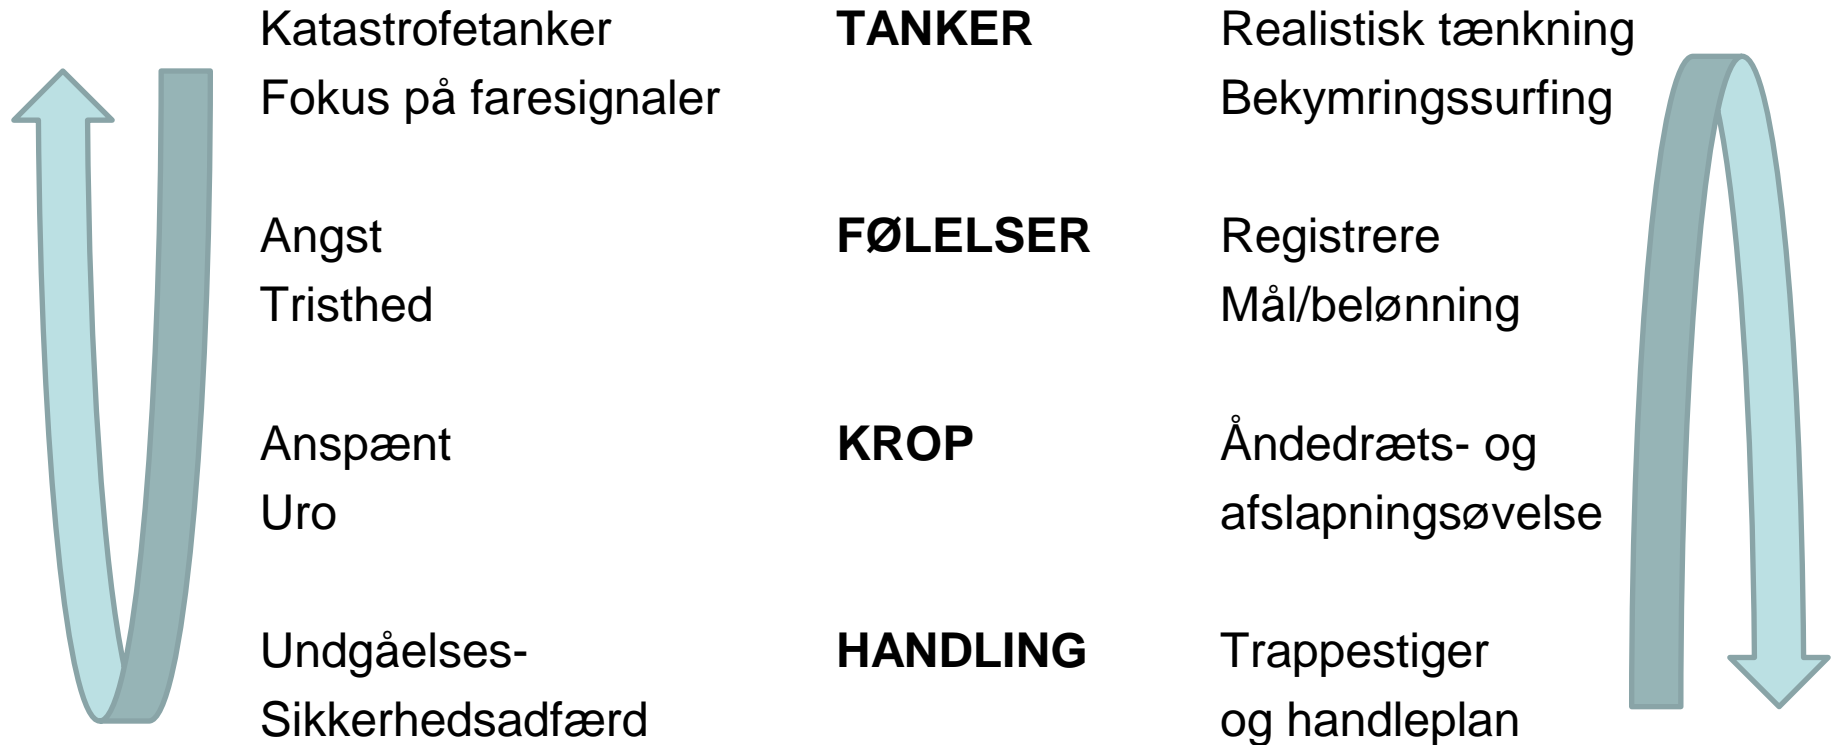 Katastrofetanker TANKER Realistisk tænkning
Fokus på faresignaler Bekymringssurfing
Angst FØLELSER Registrere
Tristhed Mål/belønning
Anspænt KROP Åndedræts- og
Uro afslapningsøvelse
Undgåelses- HANDLING Trappestiger
Sikkerhedsadfærd og handleplan